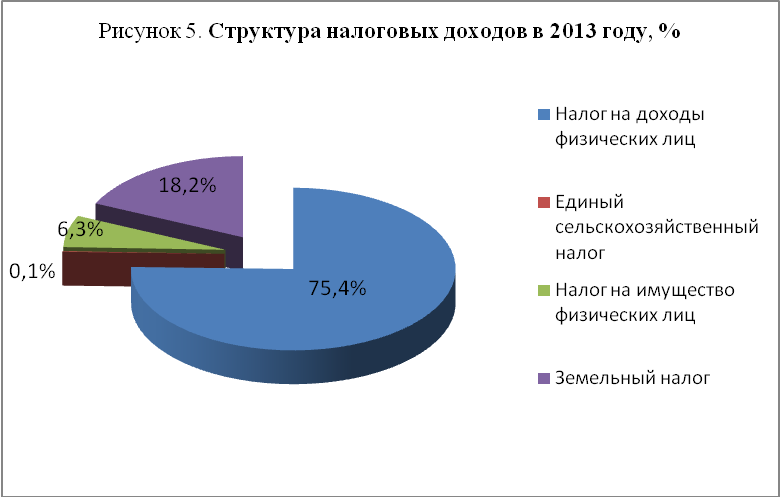 Рисунок 5. Структура налоговых доходов в 2013 году, %
18,2%
6,3%
0,1%
75,4%
Налог на доходы
физических лиц
Единый
сельскохозяйственный
налог
Налог на имущество
физических лиц
Земельный налог